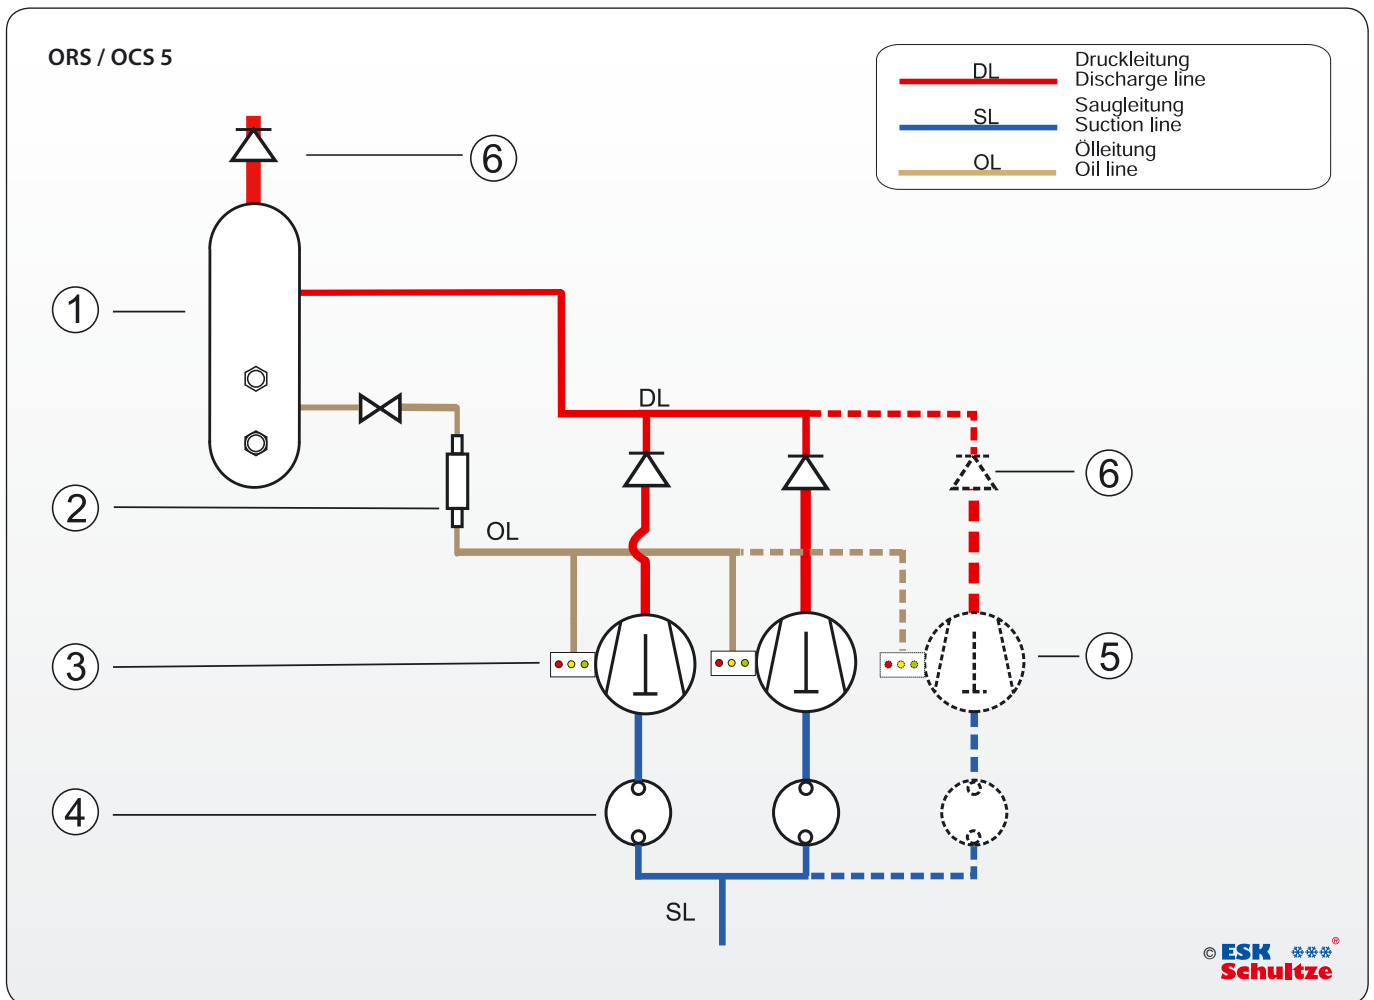 ORS / OCS 5
DL
Druckleitung
Discharge line
SL
Saugleitung
Suction line
OL
Ölleitung
Oil line
6
1
DL
6
2
OL
3
5
4
SL
© ESK ®
Schultze